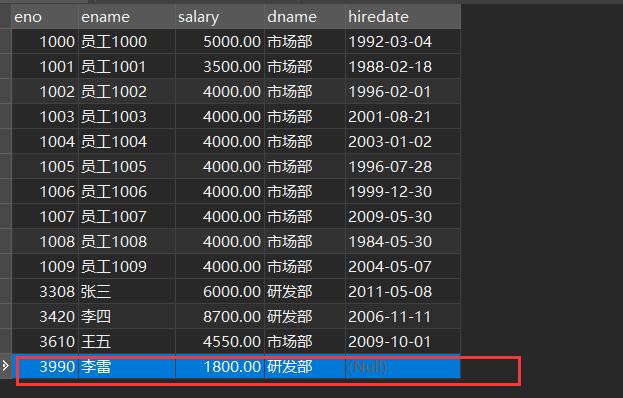 eno ename salary dname hiredate
1000 员工1000 5000.00 市场部 1992-03-04
1001 员工1001 3500.00 市场部 1988-02-18
1002 员工1002 4000.00 市场部 1996-02-01
1003 员工1003 4000.00 市场部 2001-08-21
1004 员工1004 4000.00 市场部 2003-01-02
1005 员工1005 4000.00 市场部 1996-07-28
1006 员工1006 4000.00 市场部 1999-12-30
1007 员工1007 4000.00 市场部 2009-05-30
1008 员工1008 4000.00 市场部 1984-05-30
1009 员工1009 4000.00 市场部 2004-05-07
3308 张三 6000.00 研发部 2011-05-08
3420 李四 8700.00 研发部 2006-11-11
3610 王五 4550.00 市场部 2009-10-01
3990 李雷 1800.00 研发部 (Null)